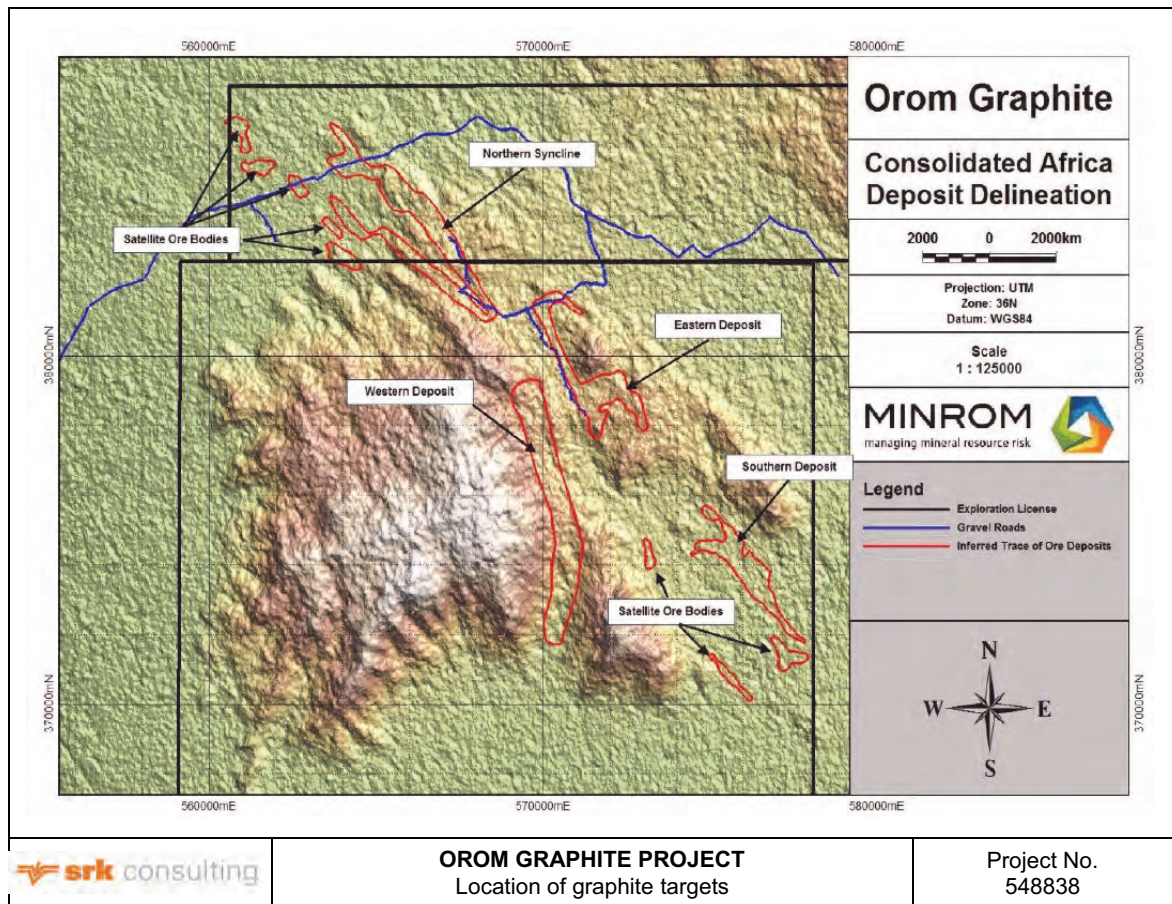 560000mE
570000mE
580000mE
380000mN
370000mN
Northern Syncline
Satellite Ore Bodies
Eastern Deposit
Western Deposit
Southern Deposit
Satellite Ore Bodies
560000mE
570000mE
580000mE
Orom Graphite
Consolidated Africa
Deposit Delineation
2000 0 2000km
Projection: UTM
Zone: 36N
Datum: WGS84
Scale
1 : 125000
MINROM
managing mineral resource risk
Legend
Exploration License
Gravel Roads
Inferred Trace of Ore Deposits
N
W
E
S
380000mN
370000mN
srk consulting
OROM GRAPHITE PROJECT
Location of graphite targets
Project No.
548838